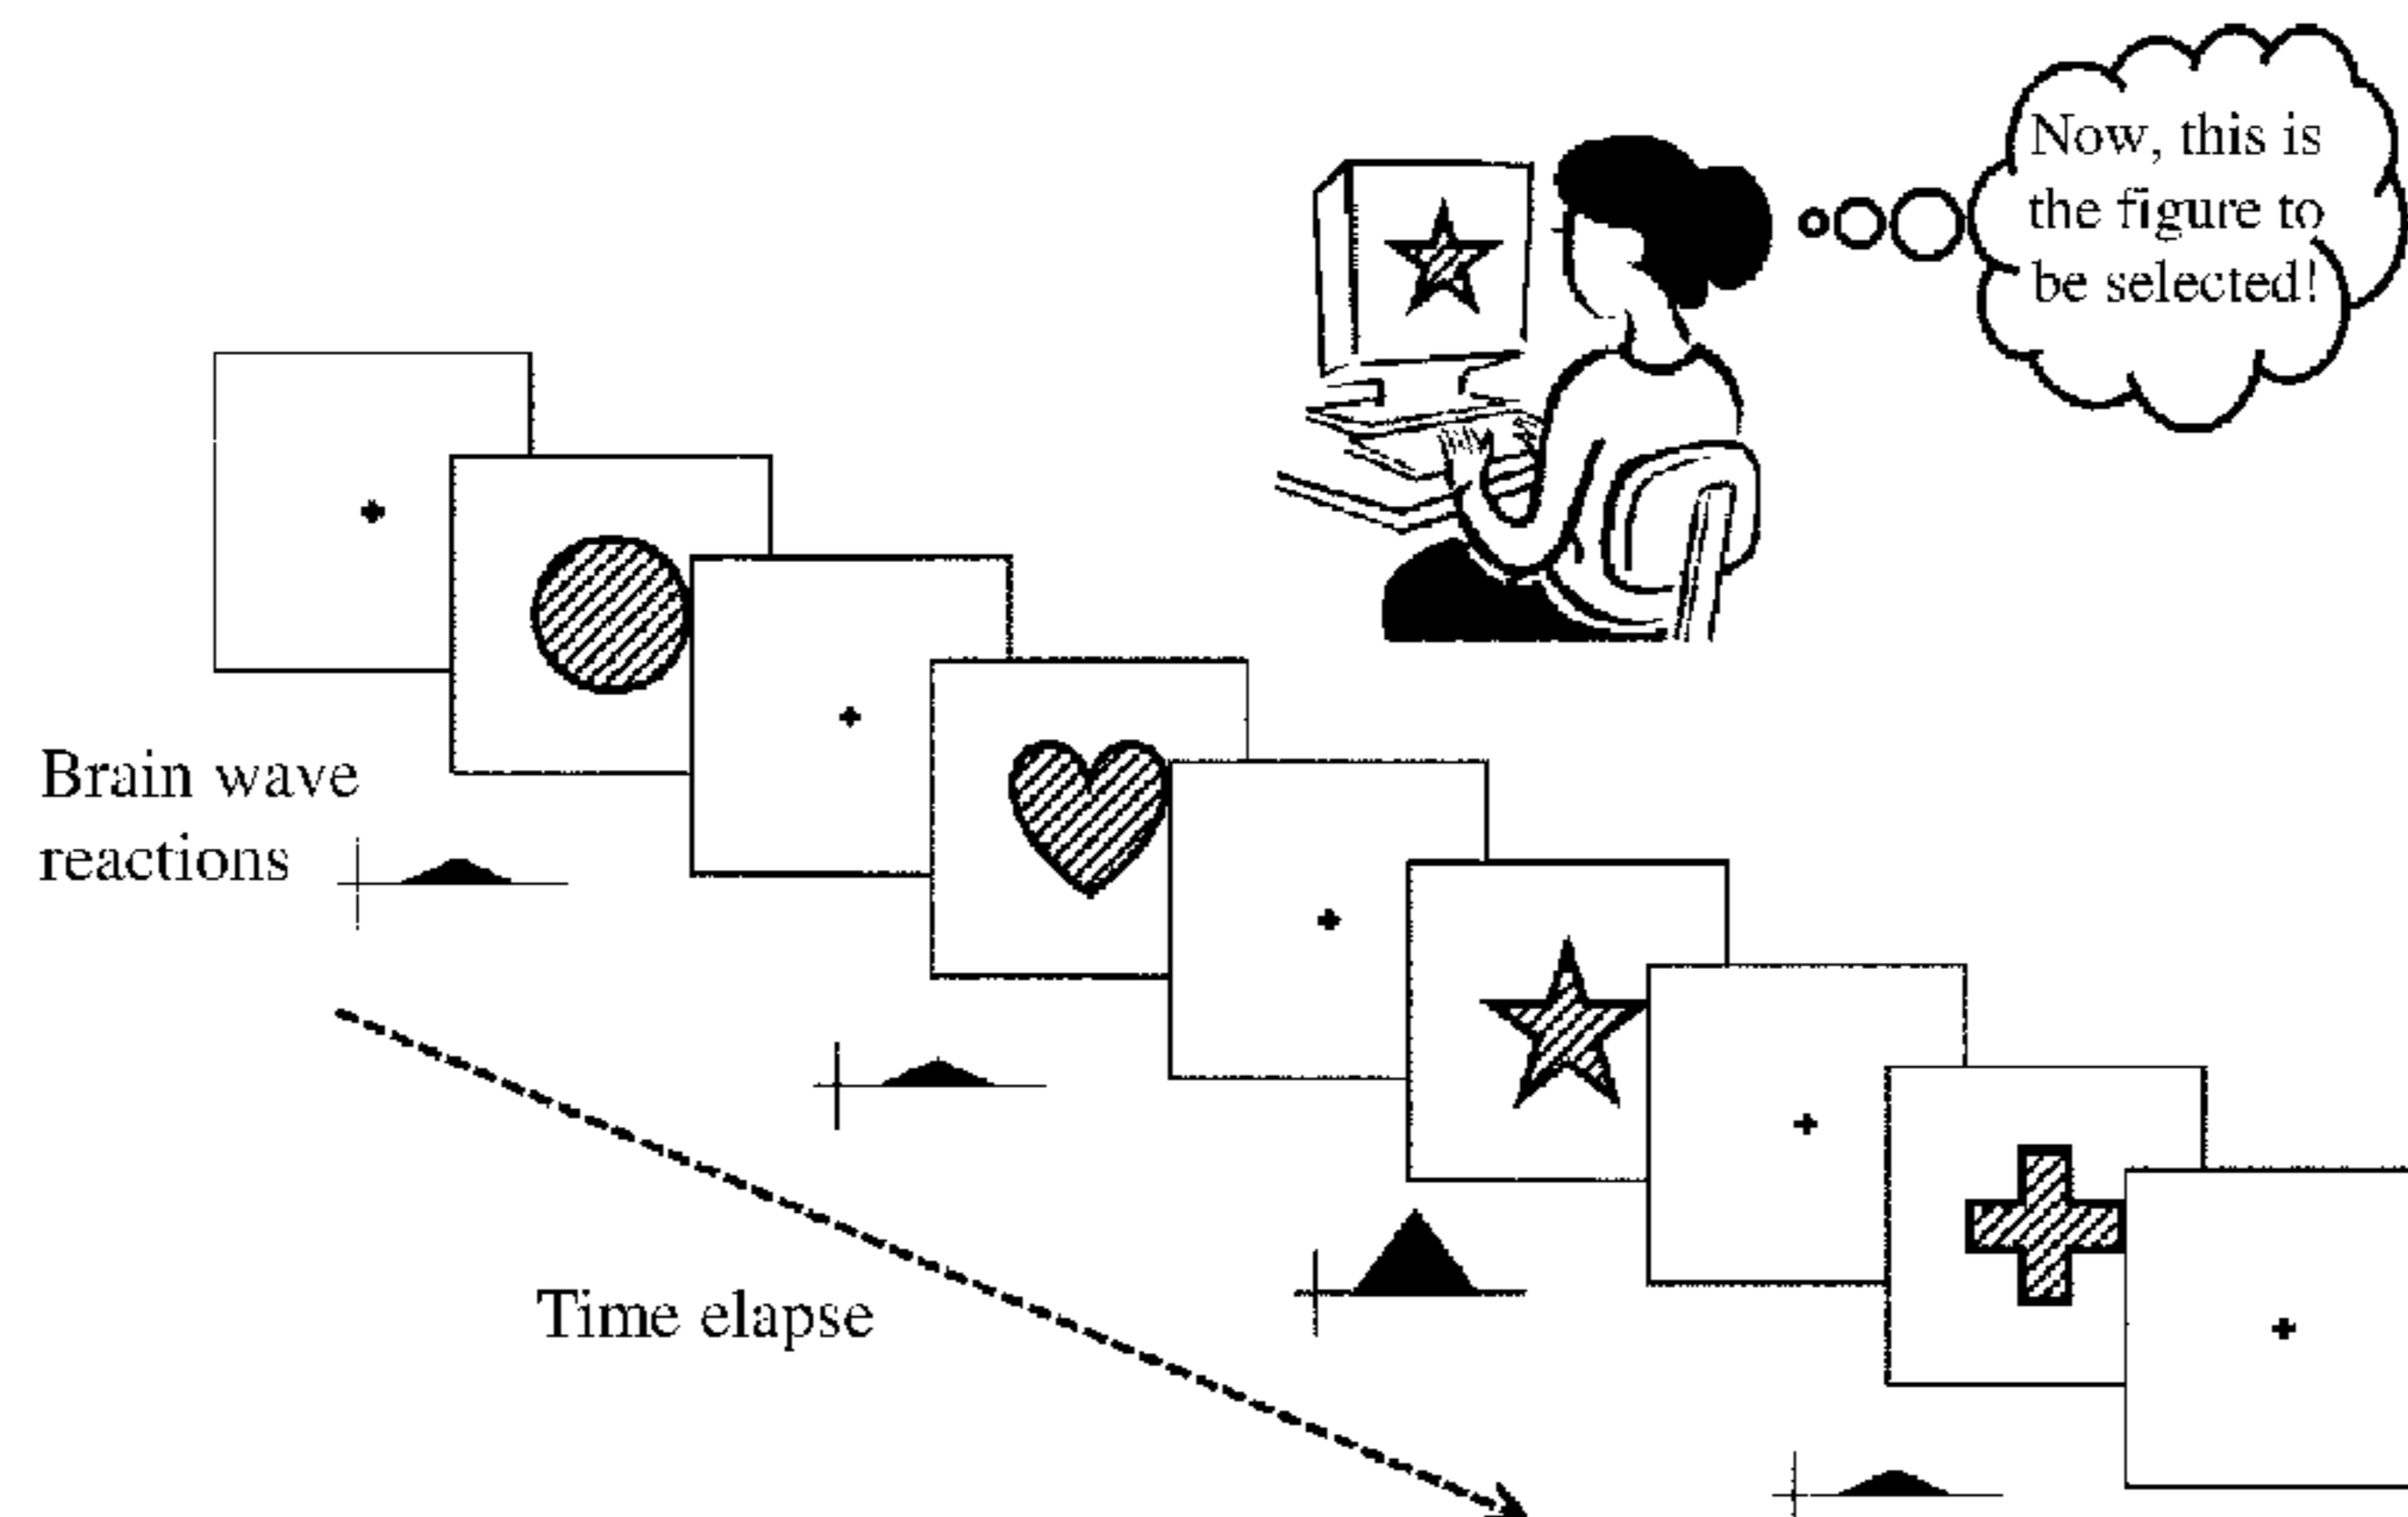 Now, this is
the figure to
be selected!
Brain wave
reactions
Time elapse